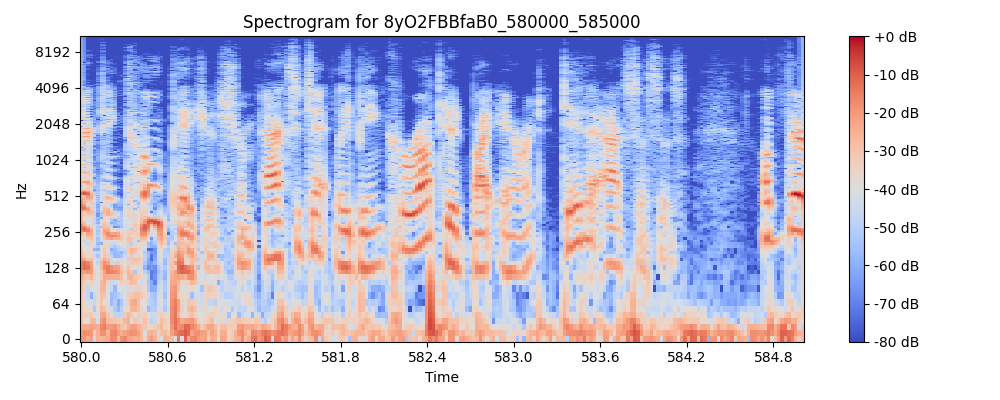 Spectrogram for 8yO2FBBfaB0_580000_585000
8192
4096
2048
1024
512
256
128
64
0
Hz
580.0 580.6 581.2 581.8 582.4 583.0 583.6 584.2 584.8
Time
+0 dB
-10 dB
-20 dB
-30 dB
-40 dB
-50 dB
-60 dB
-70 dB
-80 dB